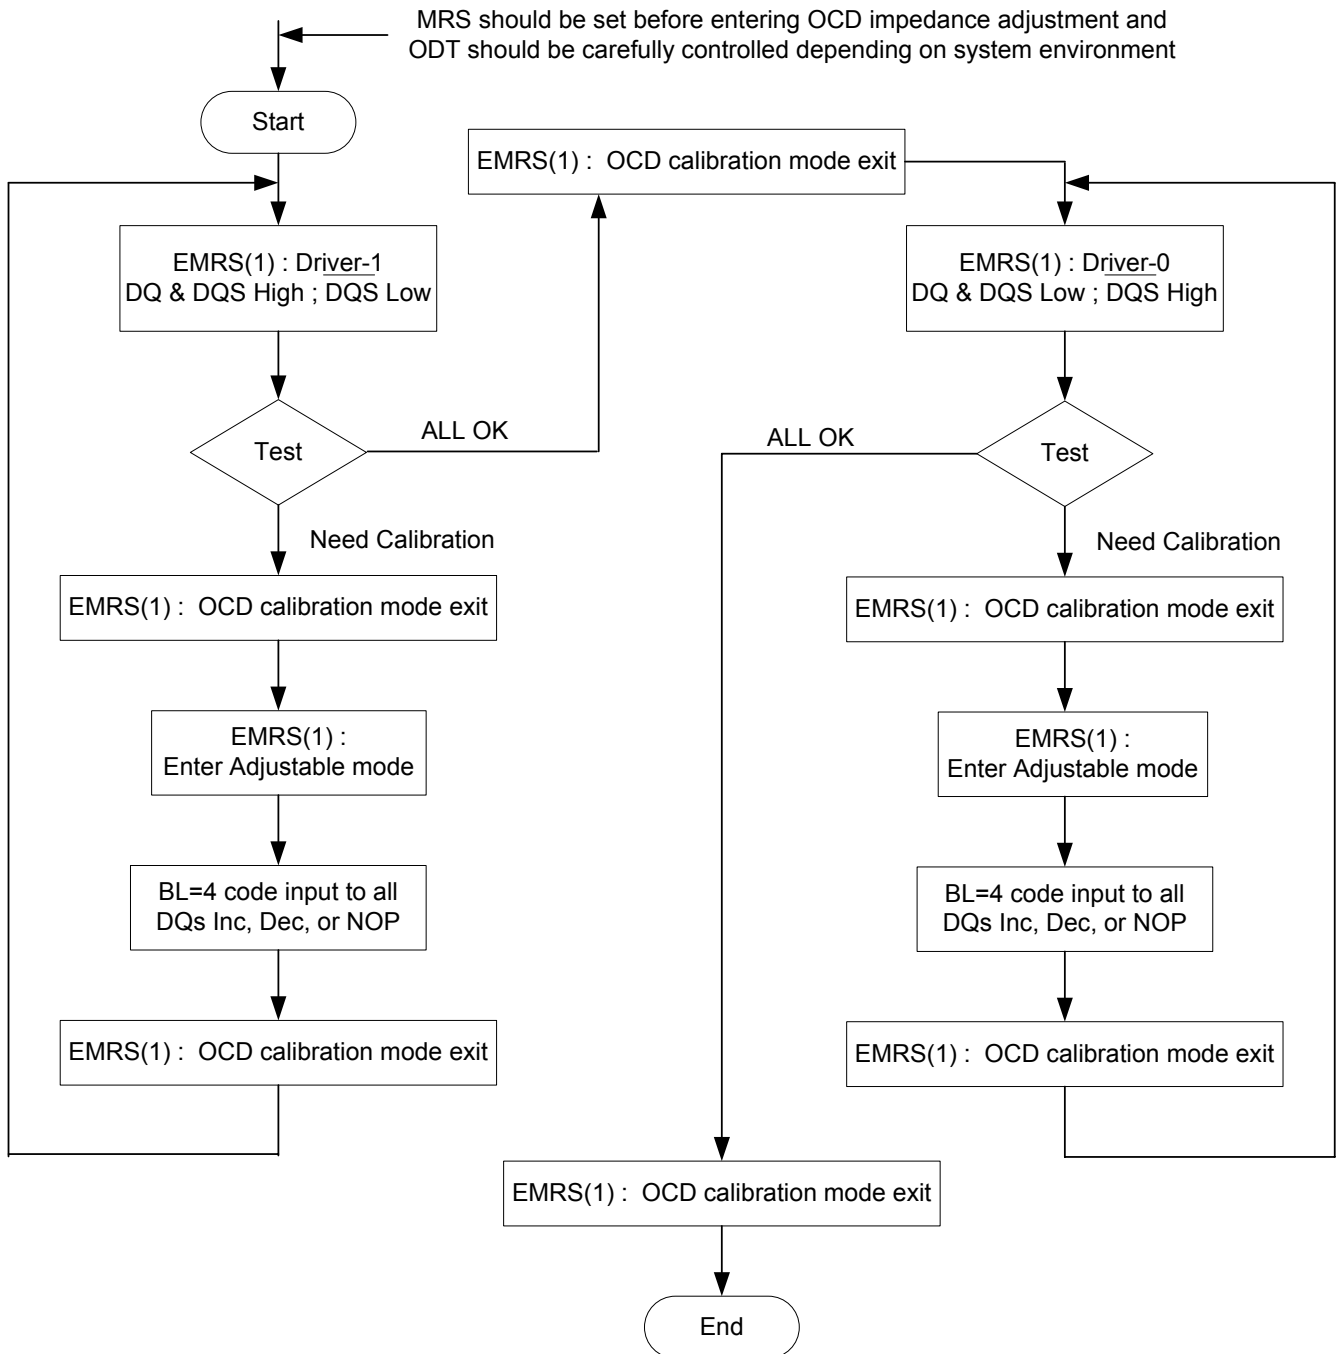 MRS should be set before entering OCD impedance adjustment and
ODT should be carefully controlled depending on system environment
Start
EMRS(1) : OCD calibration mode exit
EMRS(1) : Driver-1
DQ & DQS High ; DQS Low
EMRS(1) : Driver-0
DQ & DQS Low ; DQS High
Test
ALL OK
ALL OK
Test
Need Calibration
Need Calibration
EMRS(1) : OCD calibration mode exit
EMRS(1) : OCD calibration mode exit
EMRS(1) :
Enter Adjustable mode
EMRS(1) :
Enter Adjustable mode
BL=4 code input to all
DQs Inc, Dec, or NOP
BL=4 code input to all
DQs Inc, Dec, or NOP
EMRS(1) : OCD calibration mode exit
EMRS(1) : OCD calibration mode exit
EMRS(1) : OCD calibration mode exit
End